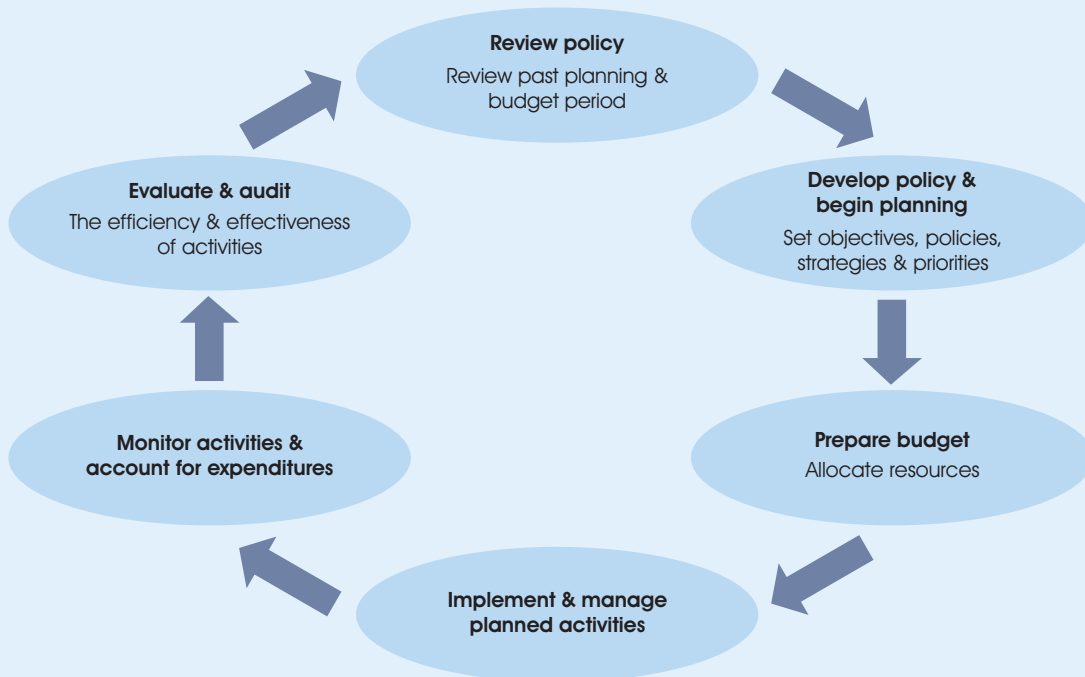 Review policy
Review past planning &
budget period
Develop policy &
begin planning
Set objectives, policies,
strategies & priorities
Prepare budget
Allocate resources
Implement & manage
planned activities
Monitor activities &
account for expenditures
Evaluate & audit
The efficiency & effectiveness
of activities